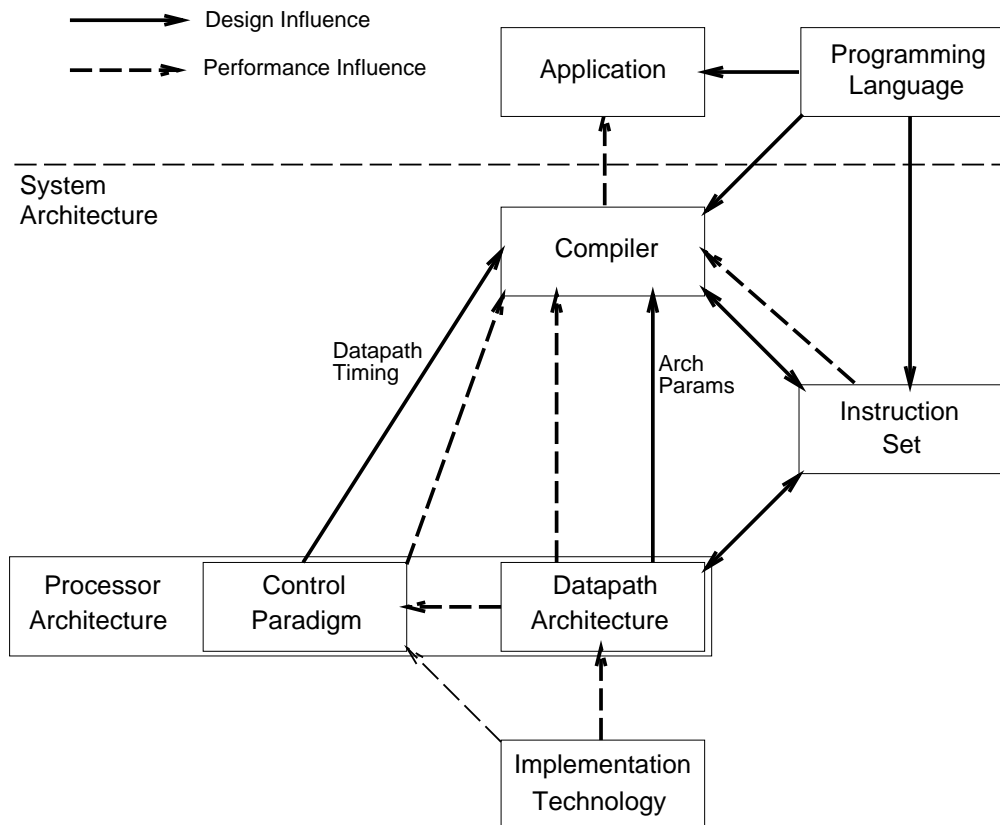 Design Influence
Performance Influence
Application
Programming
Language
System
Architecture
Compiler
Datapath
Timing
Arch
Params
Instruction
Set
Processor
Architecture
Control
Paradigm
Datapath
Architecture
Implementation
Technology